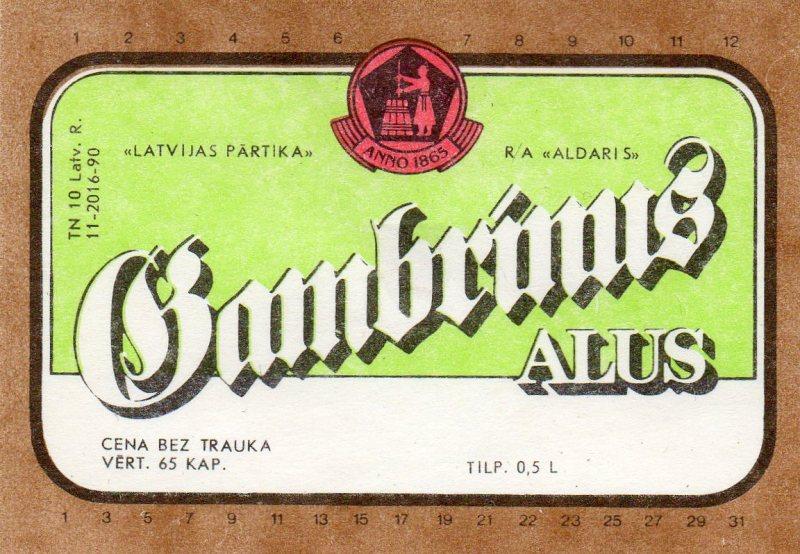 1 2 3 4 5 6 7 8 9 10 11 12
ANNO 1865
«LATVIJAS PĀRTIKA»
R/A «ALDARIS»
TN 10 Latv. R.
11-2016-90
Gambrinus
ALUS
CENA BEZ TRAUKA
VĒRT. 65 KAP.
TILP. 0,5 L
1 3 5 7 9 11 13 15 17 19 21 22 23 25 27 29 31